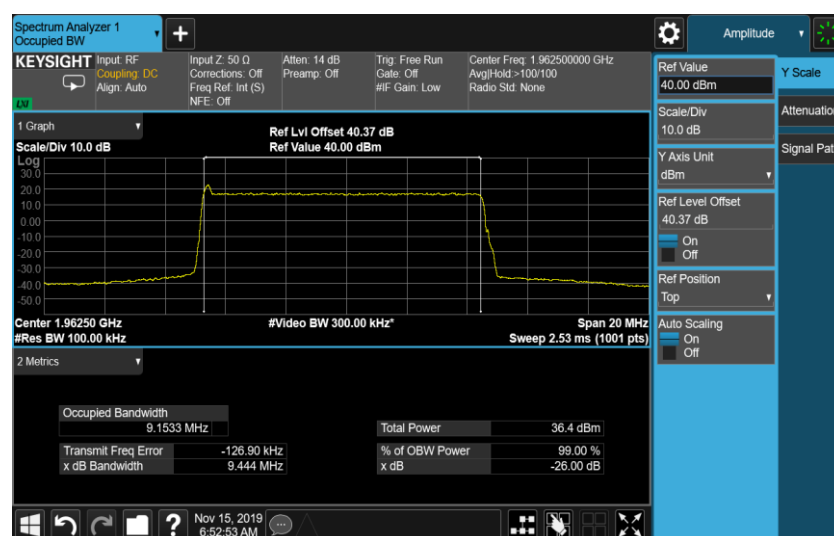 Spectrum Analyzer 1
Occupied BW
+
Amplitude
KEYSIGHT
Input: RF
Coupling: DC
Align: Auto
LXI
Input Z: 50 Ω
Corrections: Off
Freq Ref: Int (S)
NFE: Off
Atten: 14 dB
Preamp: Off
Trig: Free Run
Gate: Off
#IF Gain: Low
Center Freq: 1.962500000 GHz
Avg|Hold:>100/100
Radio Std: None
1 Graph
Scale/Div 10.0 dB
Ref Lvl Offset 40.37 dB
Ref Value 40.00 dBm
Log
30.0
20.0
10.0
0.00
-10.0
-20.0
-30.0
-40.0
-50.0
Center 1.96250 GHz
#Res BW 100.00 kHz
#Video BW 300.00 kHz*
Span 20 MHz
Sweep 2.53 ms (1001 pts)
2 Metrics
Occupied Bandwidth
9.1533 MHz
Total Power 36.4 dBm
Transmit Freq Error -126.90 kHz
% of OBW Power 99.00 %
x dB Bandwidth 9.444 MHz
x dB -26.00 dB
?
Nov 15, 2019
6:52:53 AM
Ref Value
40.00 dBm
Scale/Div
10.0 dB
Y Axis Unit
dBm
Ref Level Offset
40.37 dB
On
Off
Ref Position
Top
Auto Scaling
On
Off
Y Scale
Attenuation
Signal Pat